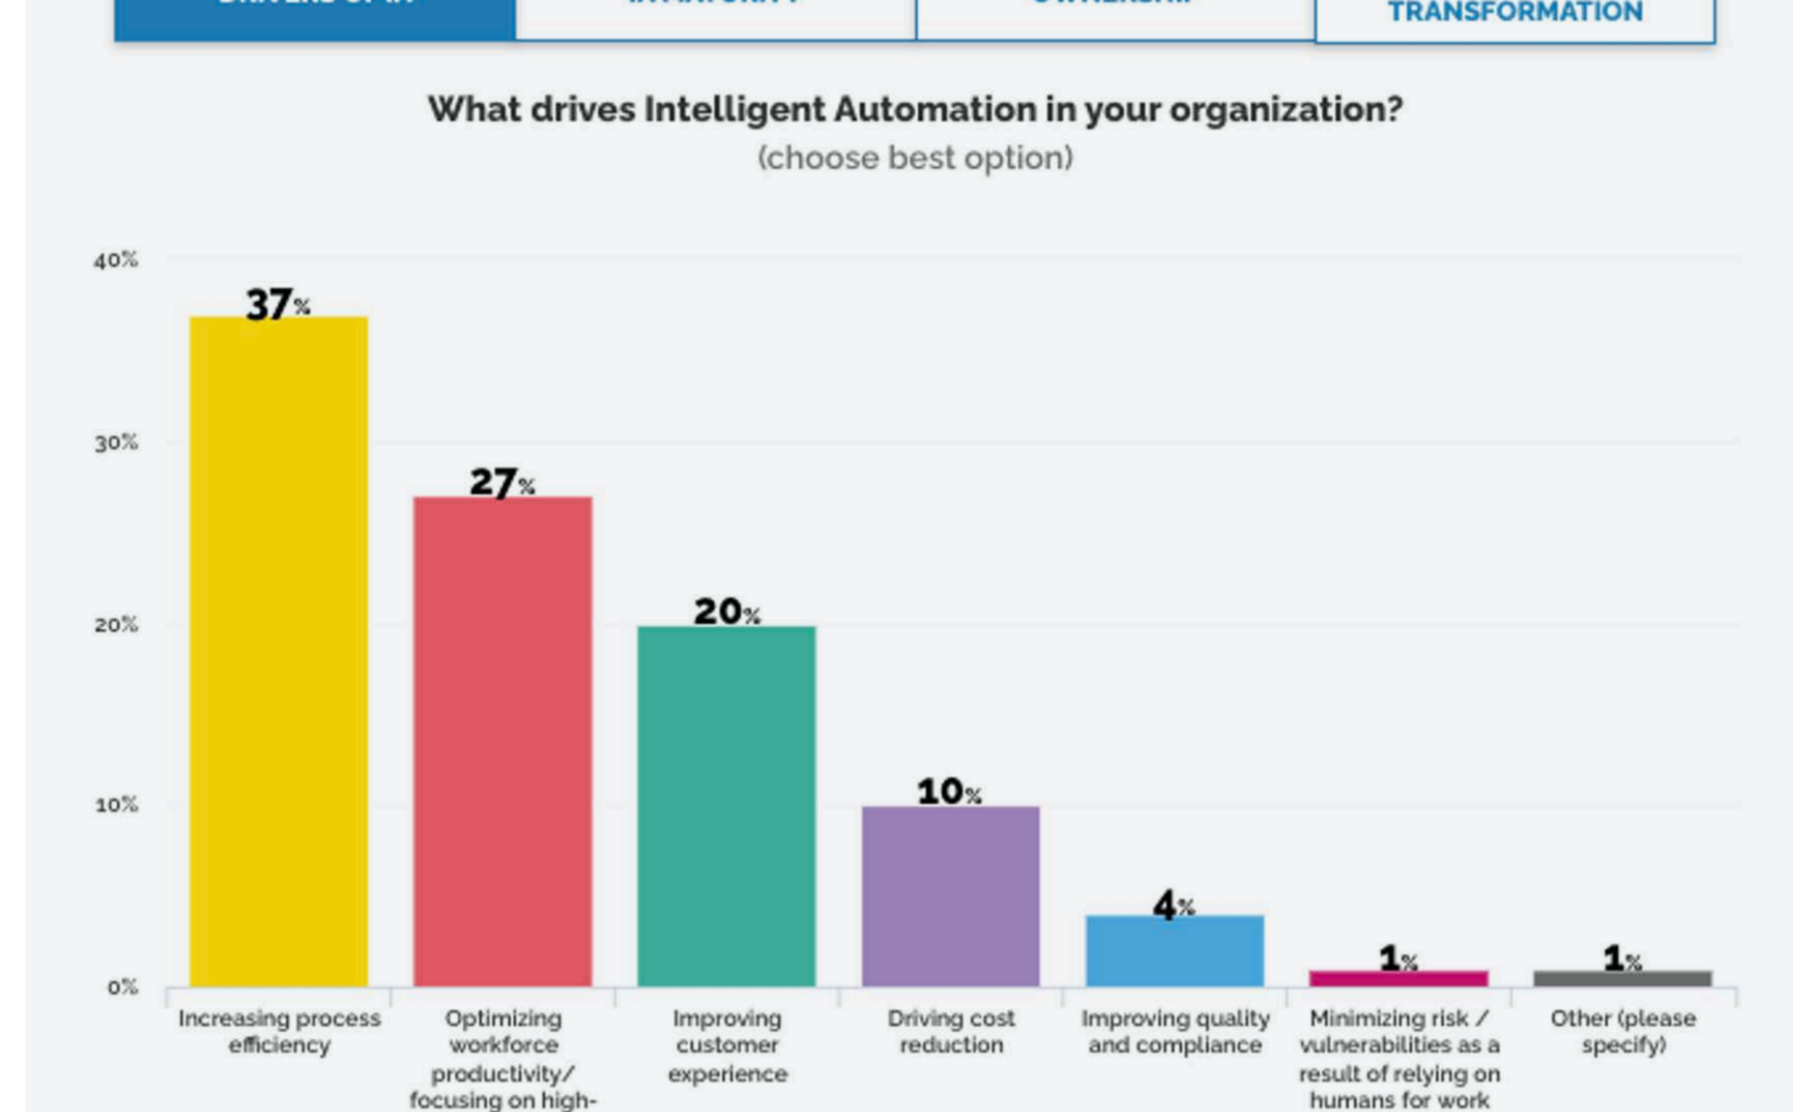 TRANSFORMATION
What drives Intelligent Automation in your organization?
(choose best option)
40%
37%
30%
27%
20%
20%
10%
10%
4%
1%
1%
0%
Increasing process
efficiency
Optimizing
workforce
productivity/
focusing on high-
Improving
customer
experience
Driving cost
reduction
Improving quality
and compliance
Minimizing risk /
vulnerabilities as a
result of relying on
humans for work
Other (please
specify)